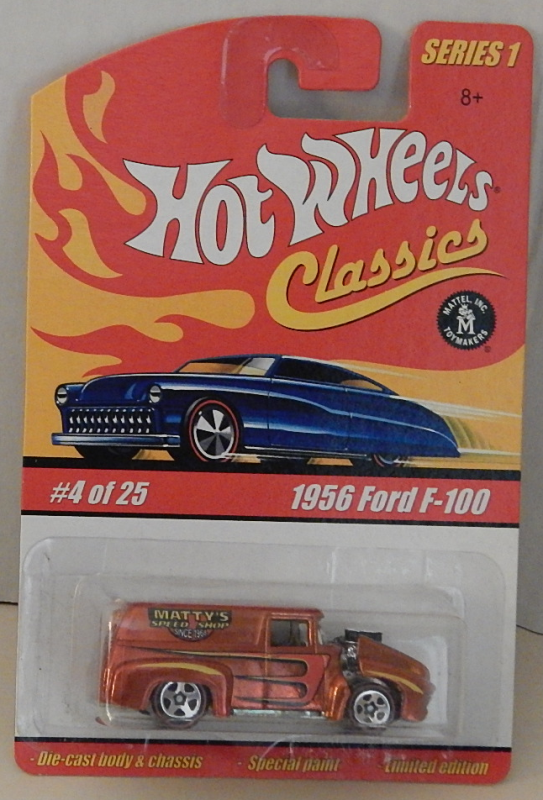 SERIES 1
8+
HOT WHEELS
Classics
MATTEL, INC.
M
TOYMAKERS
#4 of 25
1956 Ford F-100
MATTY'S
SPEED SHOP
- Die-cast body & chassis - Special paint - Limited edition